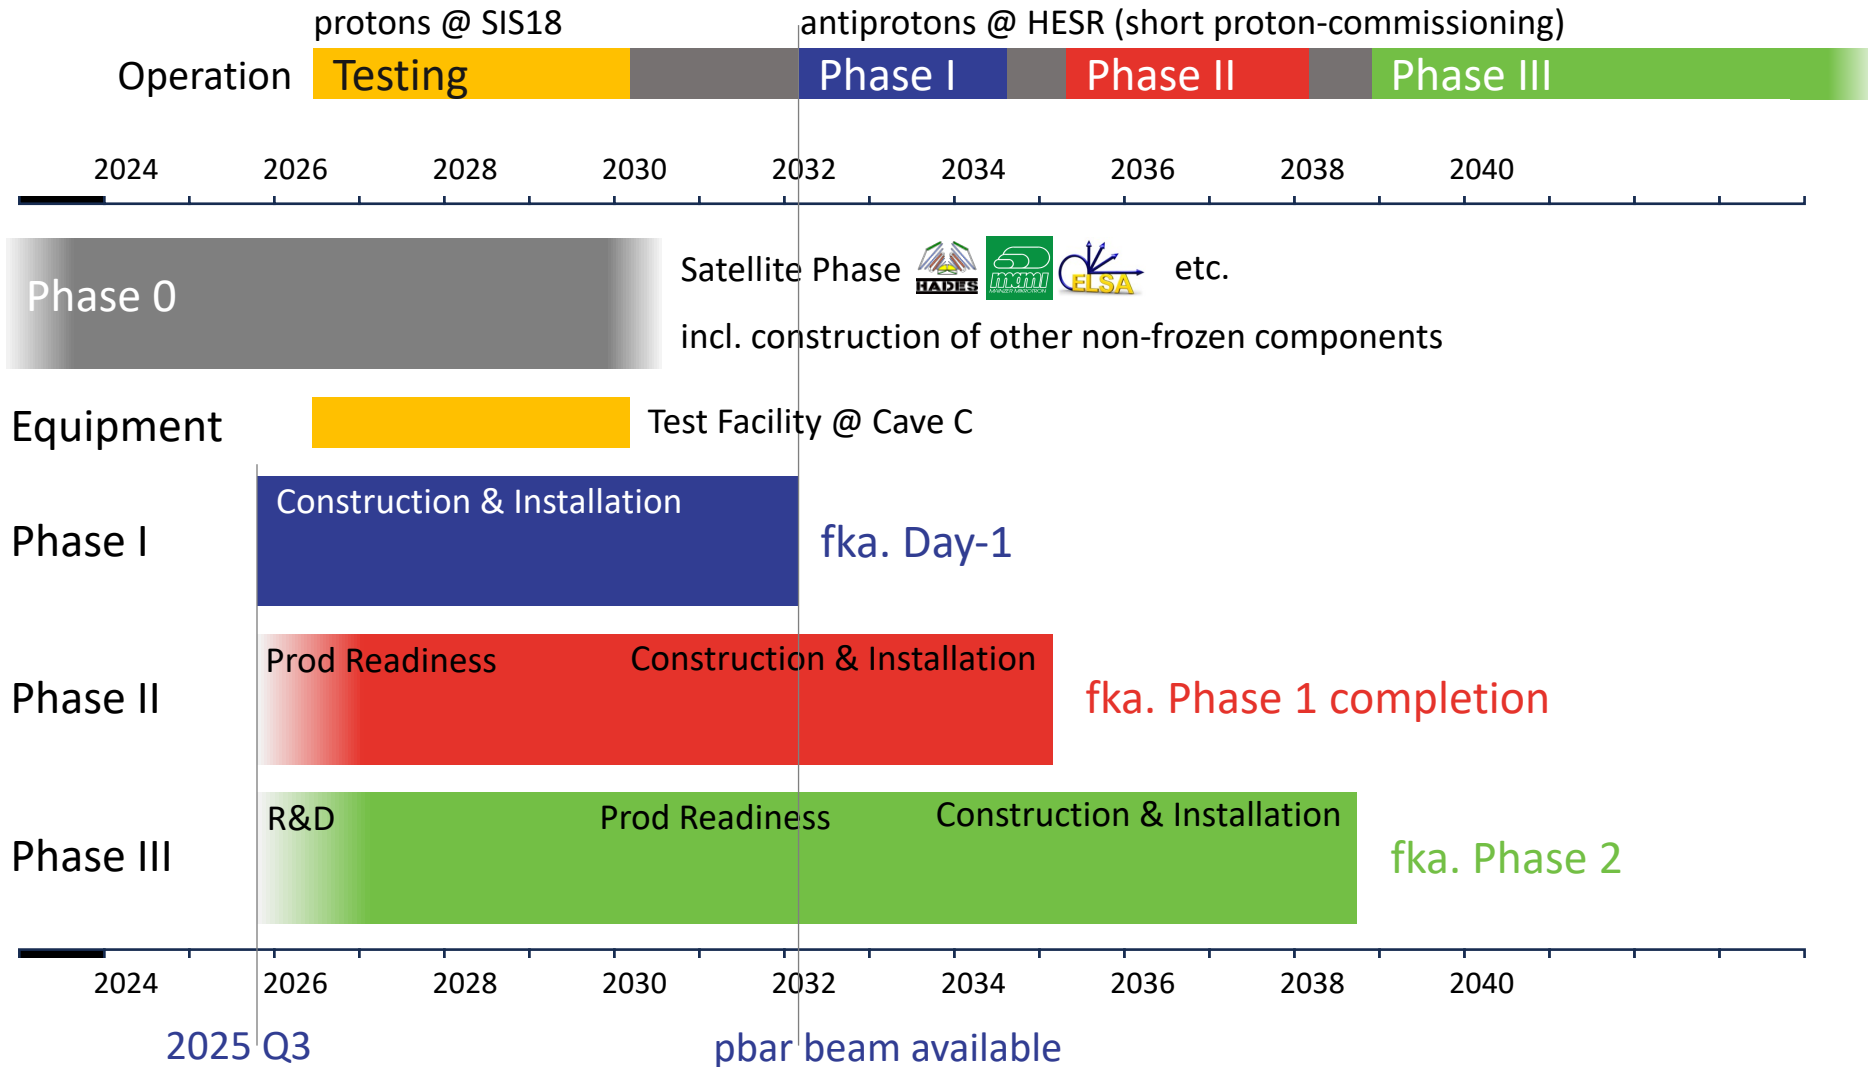 protons @ SIS18 antiprotons @ HESR (short proton-commissioning)
Operation Testing Phase I Phase II Phase III
2024 2026 2028 2030 2032 2034 2036 2038 2040
Phase 0
Satellite Phase HADES mami ELSA etc.
incl. construction of other non-frozen components
Equipment Test Facility @ Cave C
Construction & Installation
Phase I fka. Day-1
Prod Readiness Construction & Installation
Phase II fka. Phase 1 completion
R&D Prod Readiness Construction & Installation
Phase III fka. Phase 2
2024 2026 2028 2030 2032 2034 2036 2038 2040
2025 Q3 pbar beam available